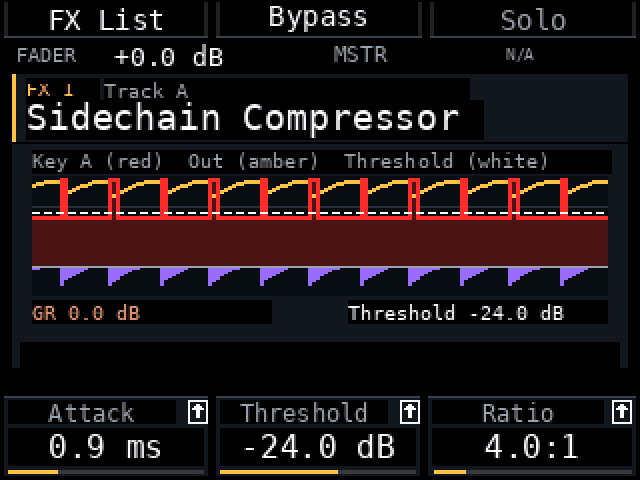 FX List Bypass Solo
FADER +0.0 dB MSTR N/A
FX 1 Track A
Sidechain Compressor
Key A (red) Out (amber) Threshold (white)
GR 0.0 dB Threshold -24.0 dB
Attack Threshold Ratio
0.9 ms -24.0 dB 4.0:1